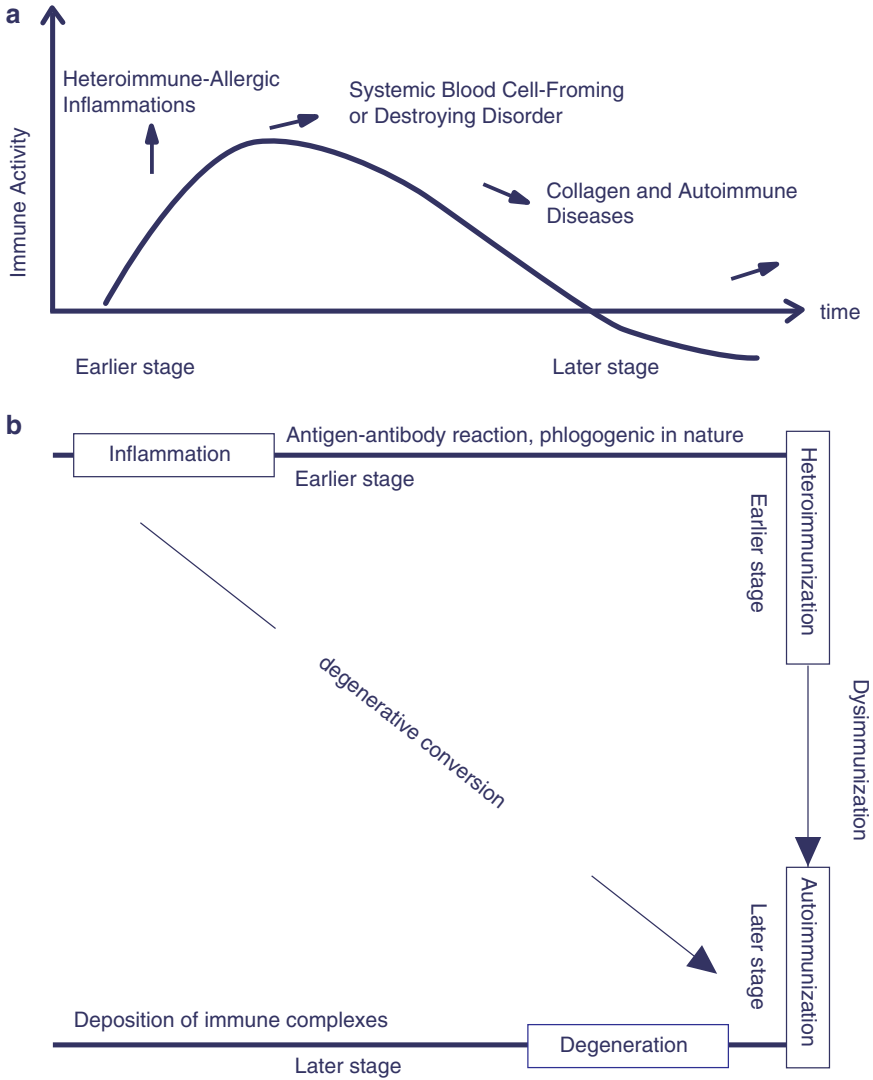 a
Heteroimmune-Allergic
Inflammations
Systemic Blood Cell-Froming
or Destroying Disorder
Immune Activity
Collagen and Autoimmune
Diseases
time
Earlier stage
Later stage
b
Inflammation
Antigen-antibody reaction, phlogogenic in nature
Earlier stage
Heteroimmunization
Earlier stage
degenerative conversion
Dysimmunization
Autoimmunization
Later stage
Deposition of immune complexes
Degeneration
Later stage